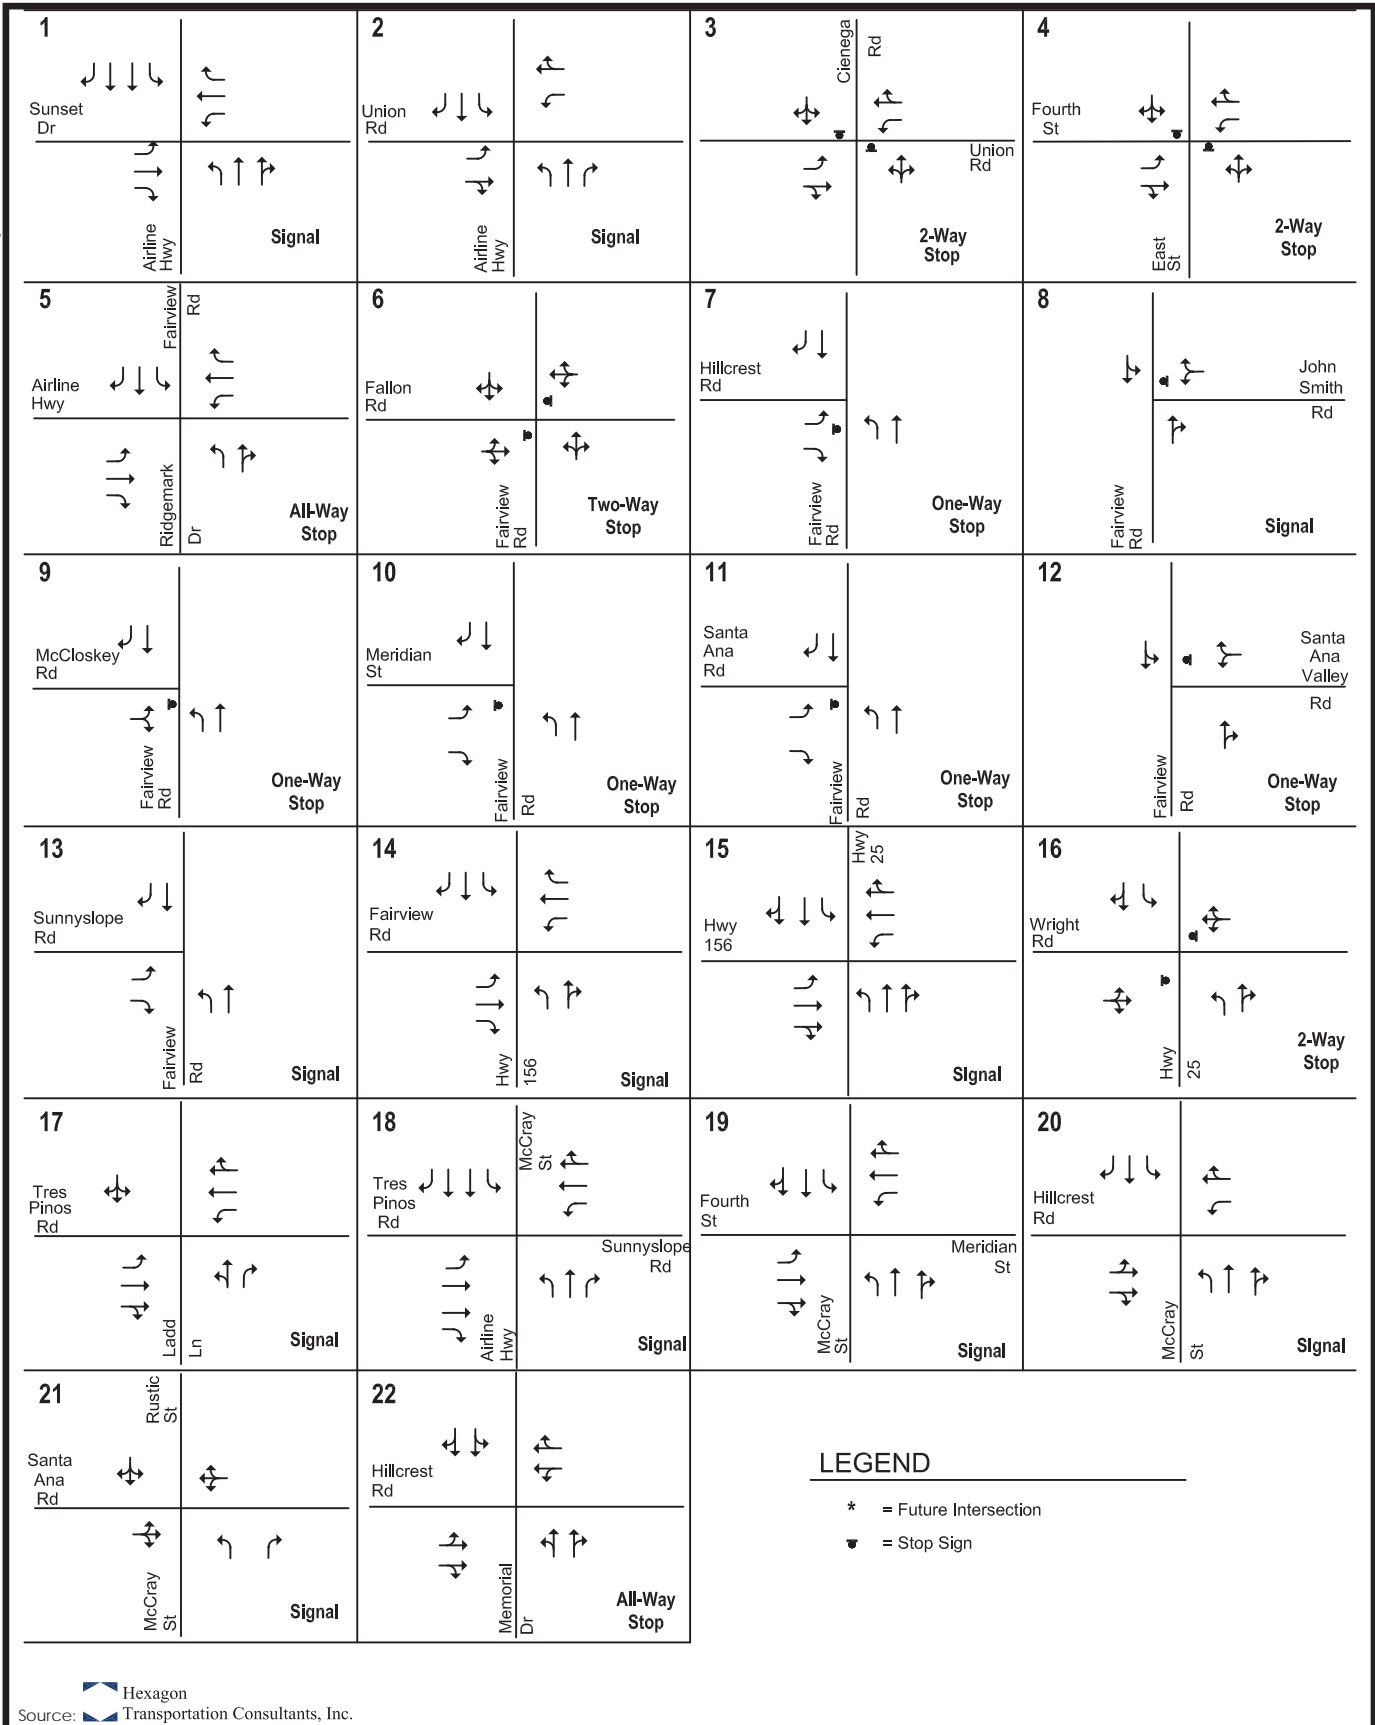 1
Sunset
Dr
Airline
Hwy
Signal
2
Union
Rd
Airline
Hwy
Signal
3
Cienega
Rd
Union
Rd
2-Way
Stop
4
Fourth
St
East
St
2-Way
Stop
5
Fairview
Rd
Airline
Hwy
Ridgemark
Dr
All-Way
Stop
6
Fallon
Rd
Fairview
Rd
Two-Way
Stop
7
Hillcrest
Rd
Fairview
Rd
One-Way
Stop
8
John
Smith
Rd
Fairview
Rd
Signal
9
McCloskey
Rd
Fairview
Rd
One-Way
Stop
10
Meridian
St
Fairview
Rd
One-Way
Stop
11
Santa
Ana
Rd
Fairview
Rd
One-Way
Stop
12
Santa
Ana
Valley
Rd
Fairview
Rd
One-Way
Stop
13
Sunnyslope
Rd
Fairview
Rd
Signal
14
Fairview
Rd
Hwy
156
Signal
15
Hwy
25
Hwy
156
SIgnal
16
Wright
Rd
Hwy
25
2-Way
Stop
17
Tres
Pinos
Rd
Ladd
Ln
Signal
18
McCray
St
Tres
Pinos
Rd
Sunnyslope
Rd
Airline
Hwy
Signal
19
Fourth
St
Meridian
St
McCray
St
Signal
20
Hillcrest
Rd
McCray
St
SIgnal
21
Rustic
St
Santa
Ana
Rd
McCray
St
Signal
22
Hillcrest
Rd
Memorial
Dr
All-Way
Stop
LEGEND
* = Future Intersection
= Stop Sign
Hexagon
Source: Transportation Consultants, Inc.